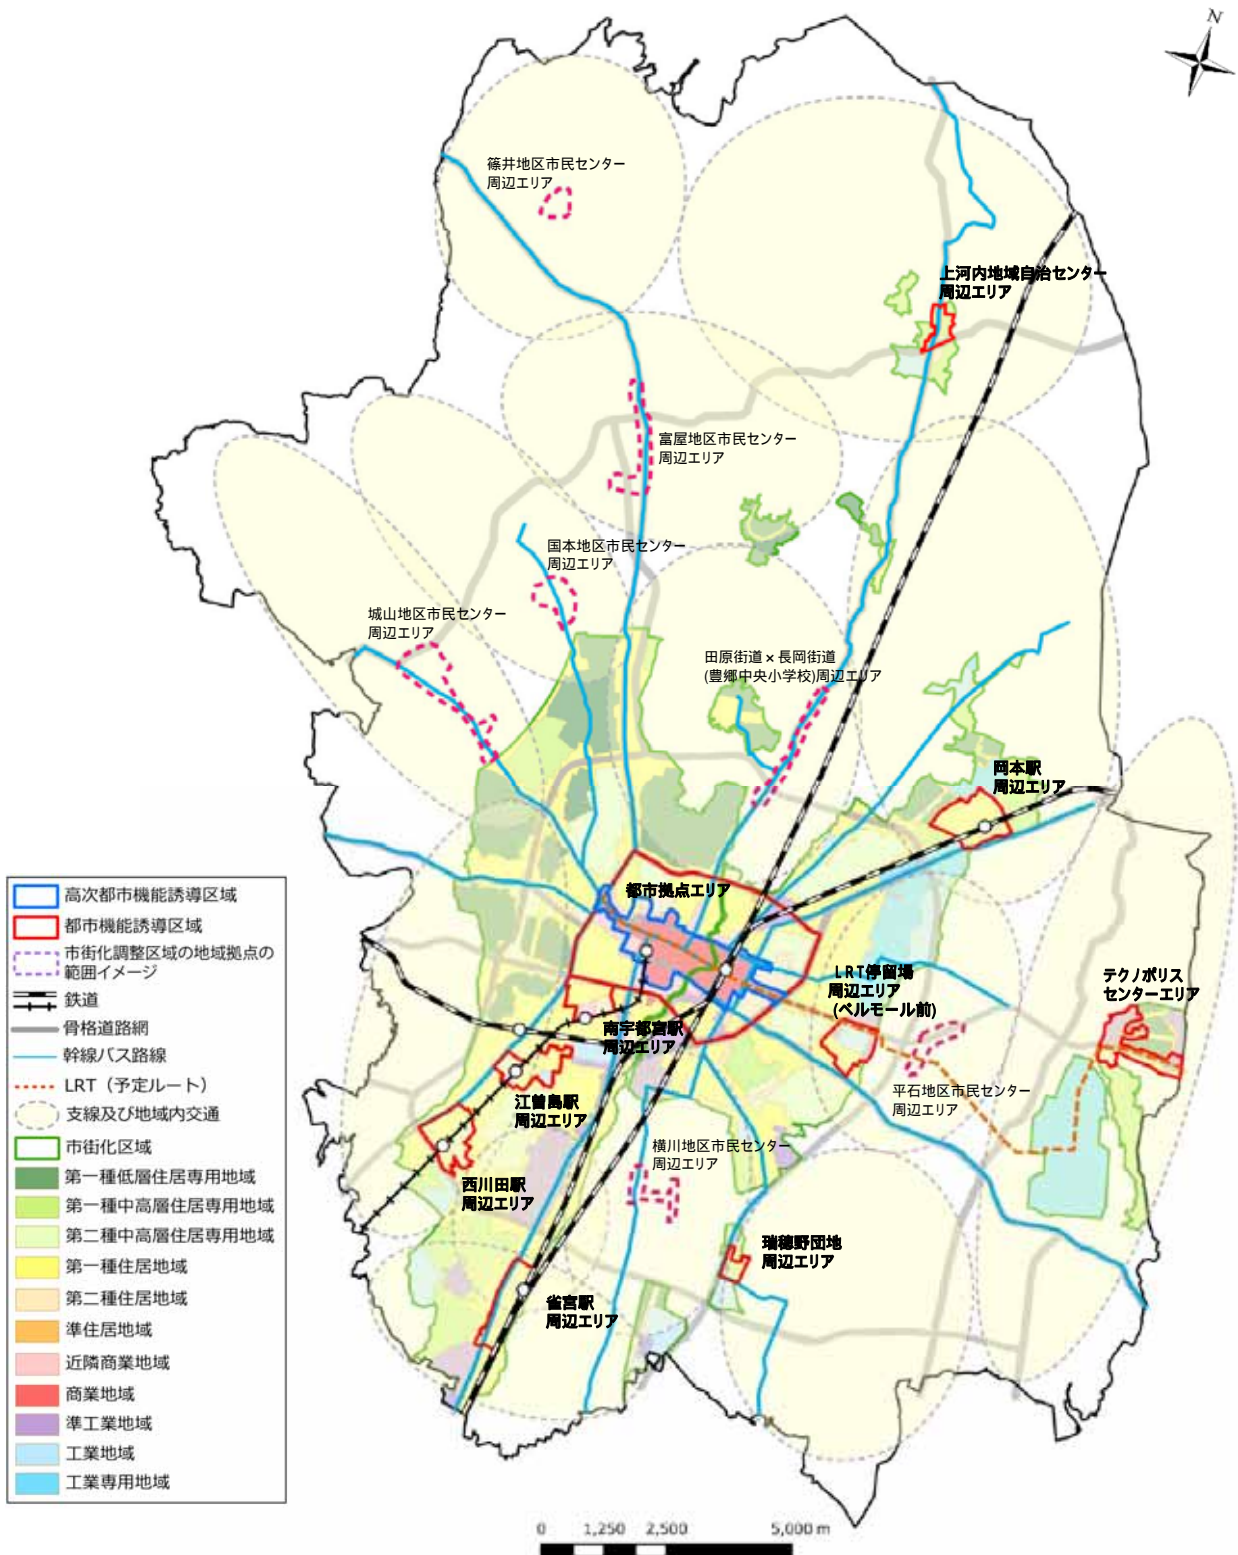 N
篠井地区市民センター
周辺エリア
上河内地域自治センター
周辺エリア
富屋地区市民センター
周辺エリア
国本地区市民センター
周辺エリア
城山地区市民センター
周辺エリア
田原街道×長岡街道
(豊郷中央小学校)周辺エリア
岡本駅
周辺エリア
都市拠点エリア
LRT停留場
周辺エリア
(ベルモール前)
テクノポリス
センターエリア
南宇都宮駅
周辺エリア
江曽島駅
周辺エリア
平石地区市民センター
周辺エリア
横川地区市民センター
周辺エリア
西川田駅
周辺エリア
瑞穂野団地
周辺エリア
雀宮駅
周辺エリア
高次都市機能誘導区域
都市機能誘導区域
市街化調整区域の地域拠点の
範囲イメージ
鉄道
骨格道路網
幹線バス路線
LRT（予定ルート）
支線及び地域内交通
市街化区域
第一種低層住居専用地域
第一種中高層住居専用地域
第二種中高層住居専用地域
第一種住居地域
第二種住居地域
準住居地域
近隣商業地域
商業地域
準工業地域
工業地域
工業専用地域
0 1,250 2,500 5,000 m